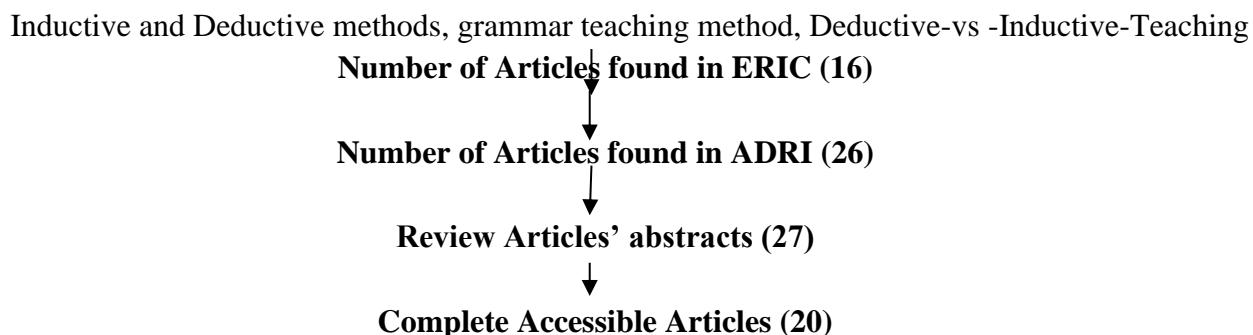 Inductive and Deductive methods, grammar teaching method, Deductive-vs -Inductive-Teaching
Number of Articles found in ERIC (16)
Number of Articles found in ADRI (26)
Review Articles’ abstracts (27)
Complete Accessible Articles (20)